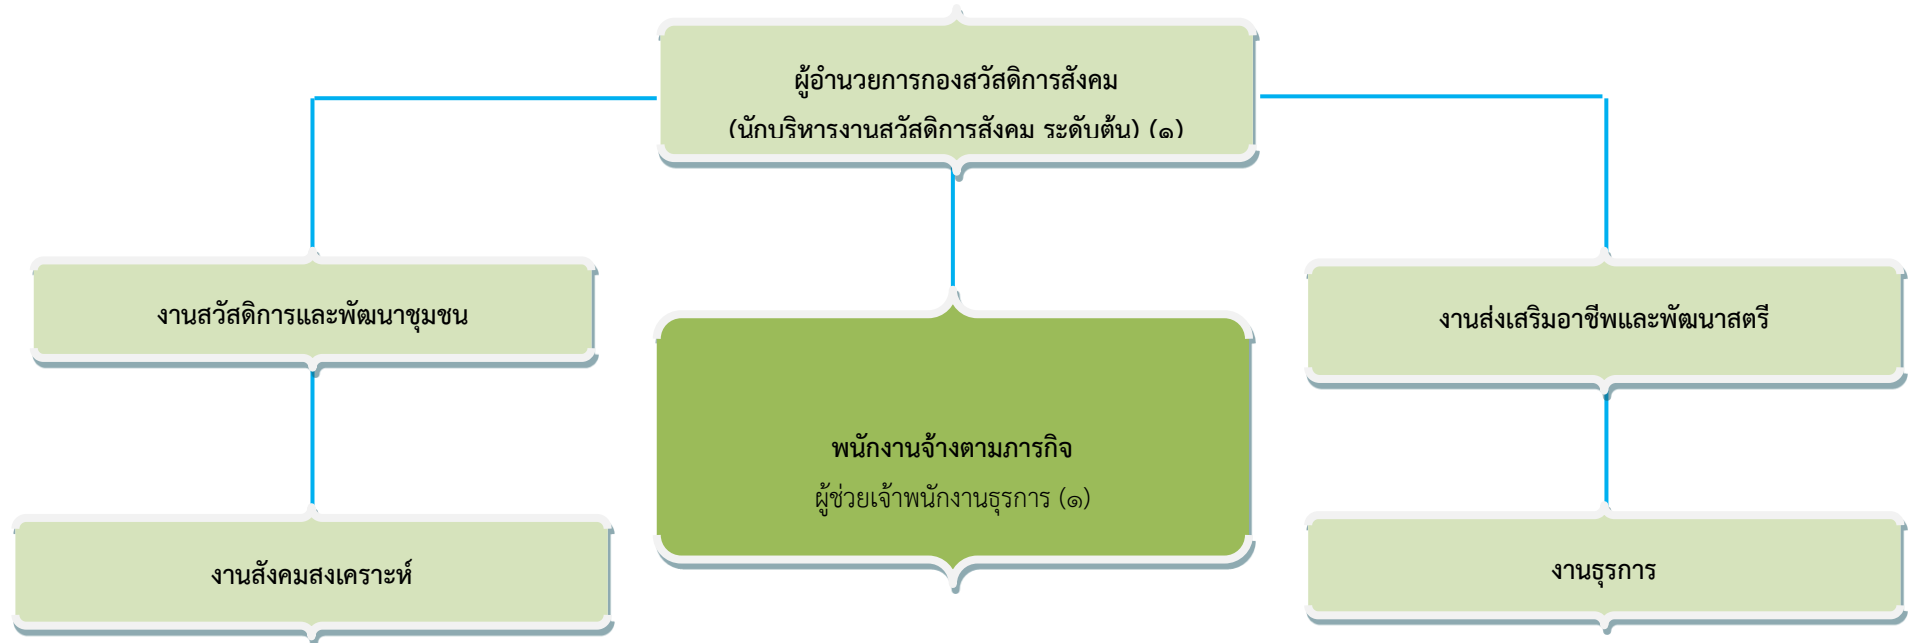 ผู้อำนวยการกองสวัสดิการสังคม
(นักบริหารงานสวัสดิการสังคม ระดับต้น) (๑)
งานสวัสดิการและพัฒนาชุมชน
งานส่งเสริมอาชีพและพัฒนาสตรี
พนักงานจ้างตามภารกิจ
ผู้ช่วยเจ้าพนักงานธุรการ (๑)
งานสังคมสงเคราะห์
งานธุรการ